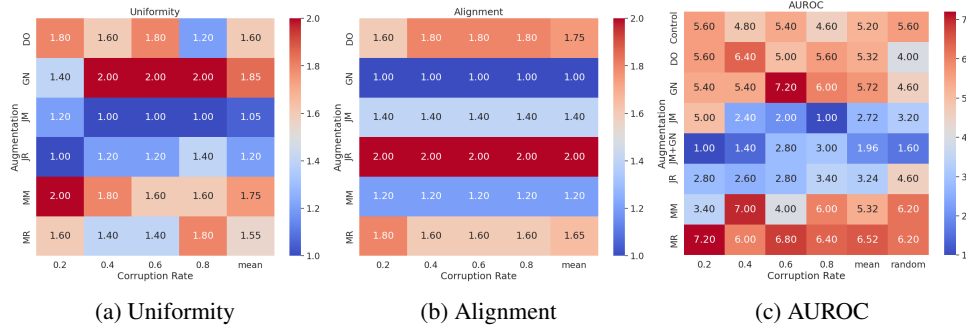 Uniformity
Augmentation
DO 1.80 1.60 1.80 1.20 1.60
GN 1.40 2.00 2.00 2.00 1.85
JM 1.20 1.00 1.00 1.00 1.05
JR 1.00 1.20 1.20 1.40 1.20
MM 2.00 1.80 1.60 1.60 1.75
MR 1.60 1.40 1.40 1.80 1.55
0.2 0.4 0.6 0.8 mean
Corruption Rate
2.0
1.8
1.6
1.4
1.2
1.0
(a) Uniformity
Alignment
Augmentation
DO 1.60 1.80 1.80 1.80 1.75
GN 1.00 1.00 1.00 1.00 1.00
JM 1.40 1.40 1.40 1.40 1.40
JR 2.00 2.00 2.00 2.00 2.00
MM 1.20 1.20 1.20 1.20 1.20
MR 1.80 1.60 1.60 1.60 1.65
0.2 0.4 0.6 0.8 mean
Corruption Rate
2.0
1.8
1.6
1.4
1.2
1.0
(b) Alignment
AUROC
Augmentation
Control 5.60 4.80 5.40 4.60 5.20 5.60
DO 5.60 6.40 5.00 5.60 5.32 4.00
GN 5.40 5.40 7.20 6.00 5.72 4.60
JM 5.00 2.40 2.00 1.00 2.72 3.20
JM+GN 1.00 1.40 2.80 3.00 1.96 1.60
JR 2.80 2.60 2.80 3.40 3.24 4.60
MM 3.40 7.00 4.00 6.00 5.32 6.20
MR 7.20 6.00 6.80 6.40 6.52 6.20
0.2 0.4 0.6 0.8 mean random
Corruption Rate
7
6
5
4
3
2
1
(c) AUROC